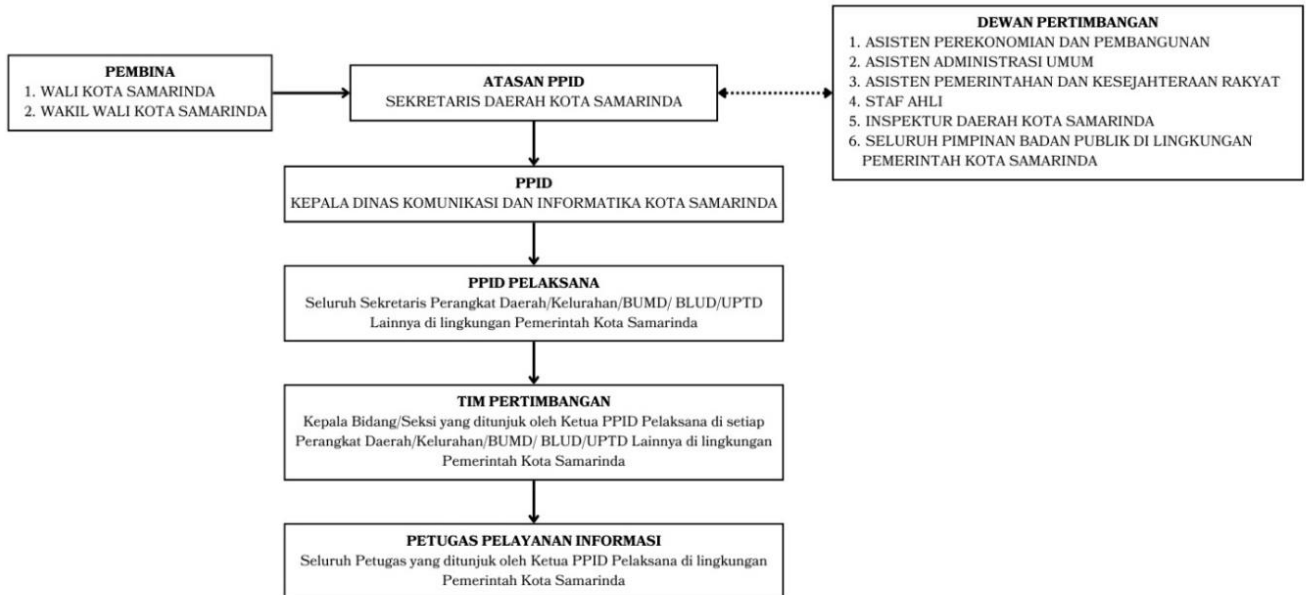 PEMBINA
1. WALI KOTA SAMARINDA
2. WAKIL WALI KOTA SAMARINDA
ATASAN PPID
SEKRETARIS DAERAH KOTA SAMARINDA
DEWAN PERTIMBANGAN
1. ASISTEN PEREKONOMIAN DAN PEMBANGUNAN
2. ASISTEN ADMINISTRASI UMUM
3. ASISTEN PEMERINTAHAN DAN KESEJAHTERAAN RAKYAT
4. STAF AHLI
5. INSPEKTUR DAERAH KOTA SAMARINDA
6. SELURUH PIMPINAN BADAN PUBLIK DI LINGKUNGAN
PEMERINTAH KOTA SAMARINDA
PPID
KEPALA DINAS KOMUNIKASI DAN INFORMATIKA KOTA SAMARINDA
PPID PELAKSANA
Seluruh Sekretaris Perangkat Daerah/Kelurahan/BUMD/ BLUD/UPTD
Lainnya di lingkungan Pemerintah Kota Samarinda
TIM PERTIMBANGAN
Kepala Bidang/Seksi yang ditunjuk oleh Ketua PPID Pelaksana di setiap
Perangkat Daerah/Kelurahan/BUMD/ BLUD/UPTD Lainnya di lingkungan
Pemerintah Kota Samarinda
PETUGAS PELAYANAN INFORMASI
Seluruh Petugas yang ditunjuk oleh Ketua PPID Pelaksana di lingkungan
Pemerintah Kota Samarinda